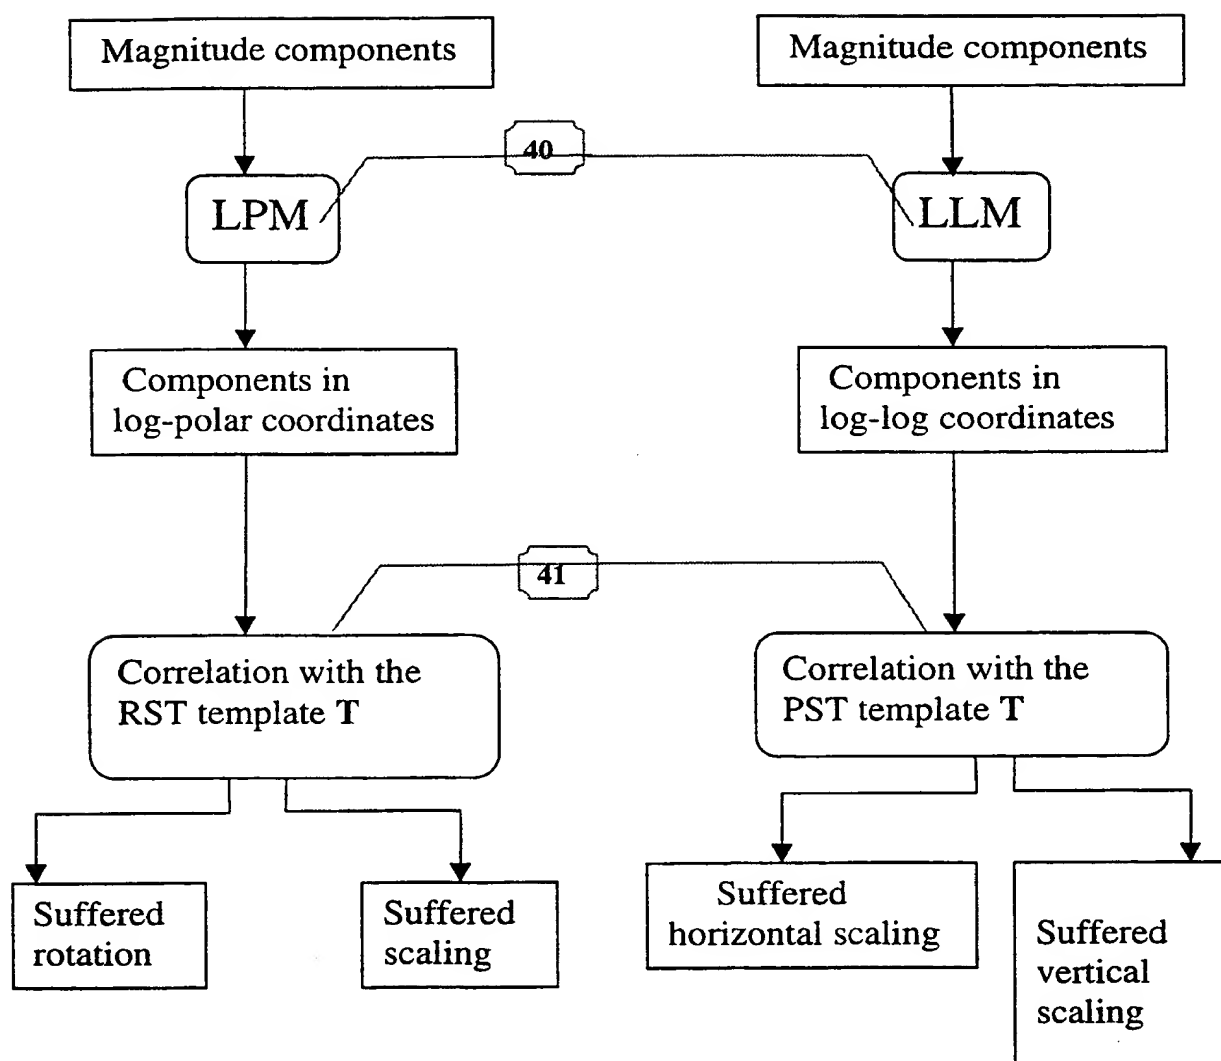 Magnitude components
Magnitude components
40
LPM
LLM
Components in
log-polar coordinates
Components in
log-log coordinates
41
Correlation with the
RST template T
Correlation with the
PST template T
Suffered
rotation
Suffered
scaling
Suffered
horizontal scaling
Suffered
vertical
scaling